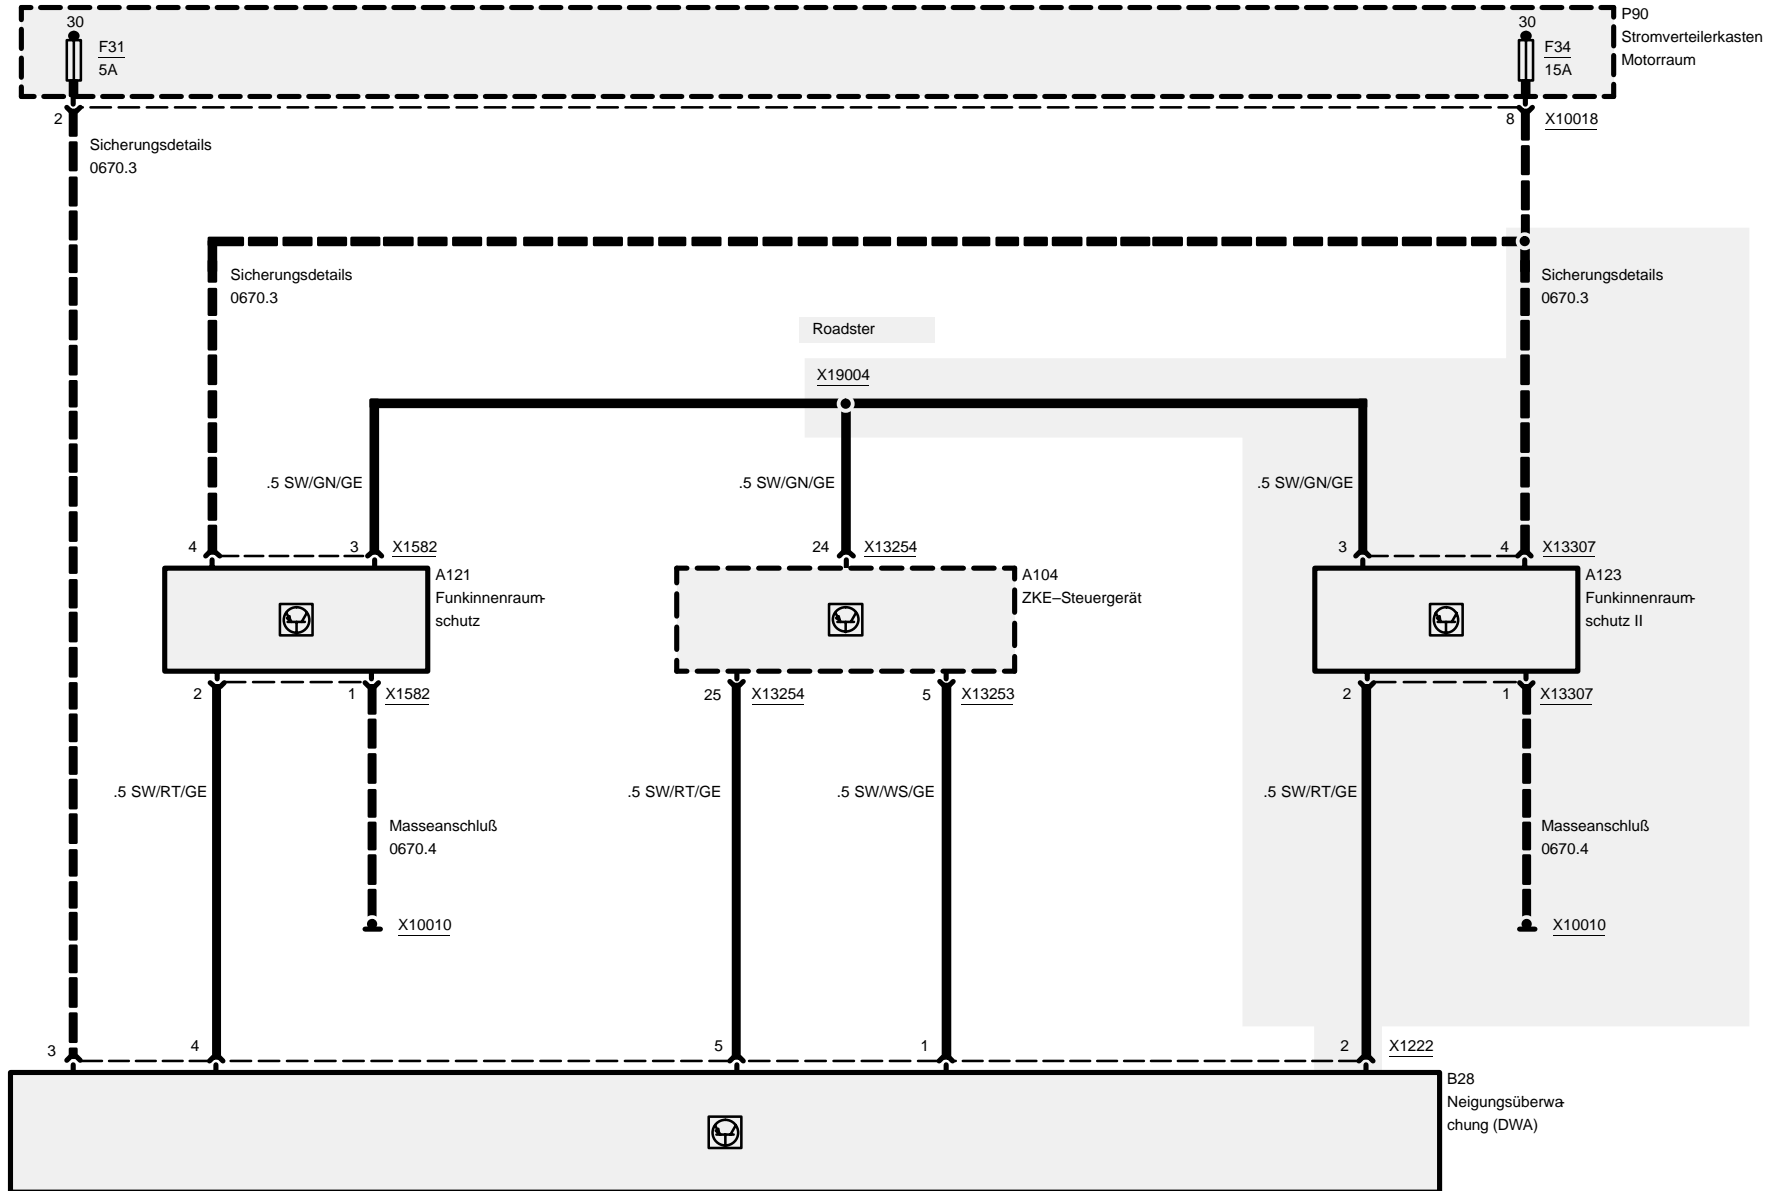 30
F31
5A
30
F34
15A
P90
Stromverteilerkasten
Motorraum
2
8
X10018
Sicherungsdetails
0670.3
Sicherungsdetails
0670.3
Sicherungsdetails
0670.3
Roadster
X19004
.5 SW/GN/GE
.5 SW/GN/GE
.5 SW/GN/GE
4
3
X1582
24
X13254
3
4
X13307
A121
Funkinnenraum-
schutz
A104
ZKE–Steuergerät
A123
Funkinnenraum-
schutz II
2
1
X1582
25
X13254
5
X13253
2
1
X13307
.5 SW/RT/GE
.5 SW/RT/GE
.5 SW/WS/GE
.5 SW/RT/GE
Masseanschluß
0670.4
Masseanschluß
0670.4
X10010
X10010
3
4
5
1
2
X1222
B28
Neigungsüberwa-
chung (DWA)